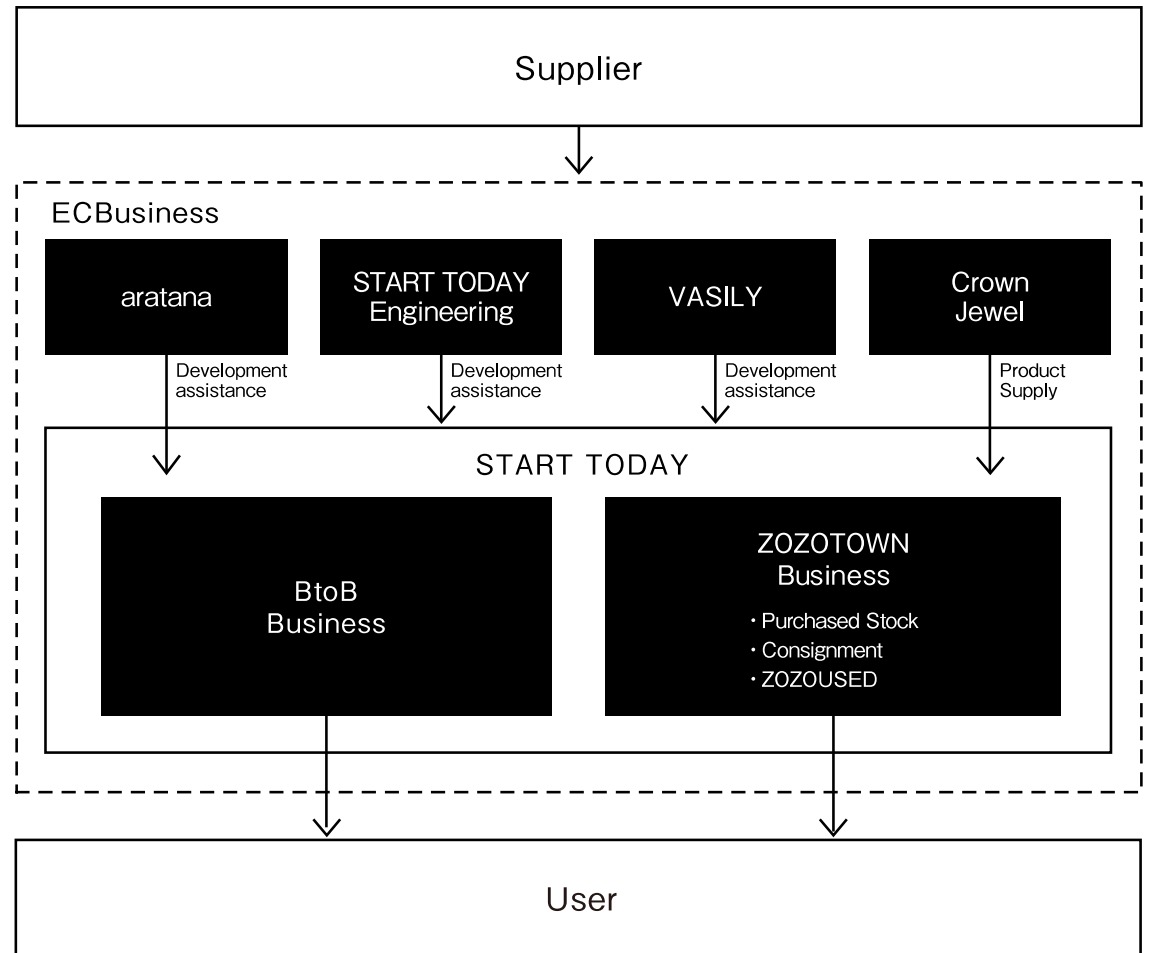 Supplier
ECBusiness
aratana
START TODAY
Engineering
VASILY
Crown
Jewel
Development
assistance
Development
assistance
Development
assistance
Product
Supply
START TODAY
BtoB
Business
ZOZOTOWN
Business
・Purchased Stock
・Consignment
・ZOZOUSED
User